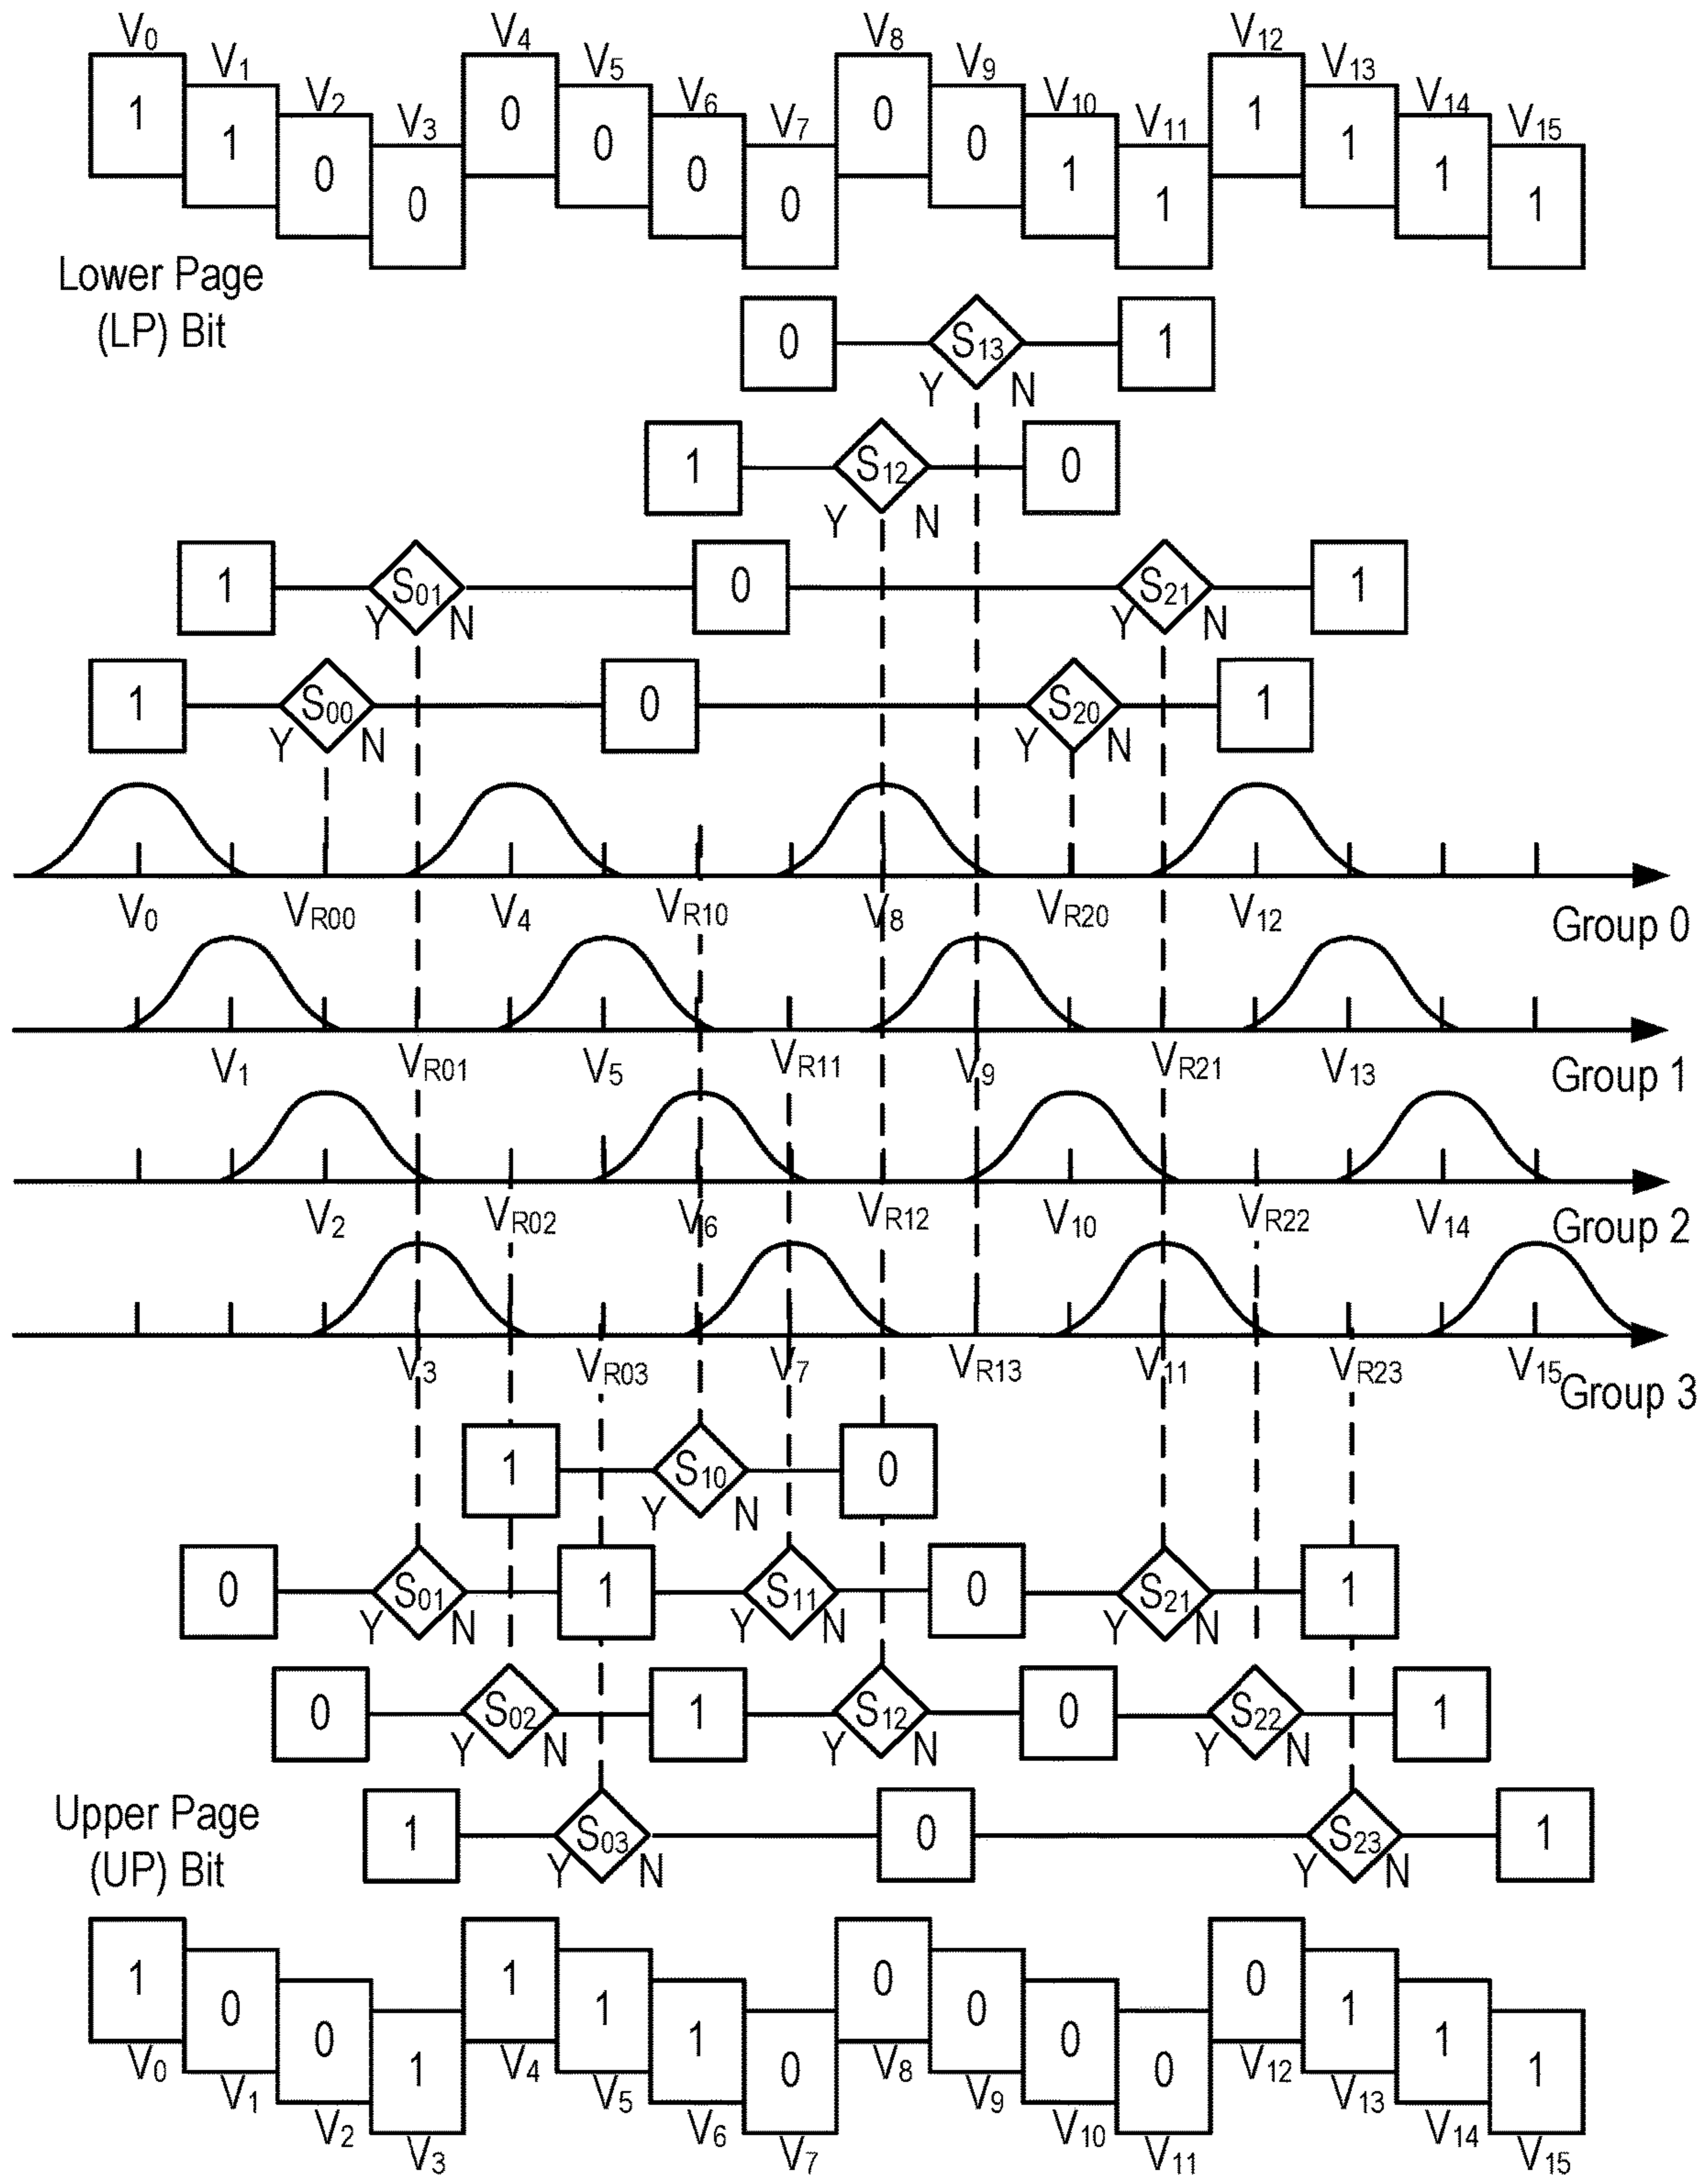 V0 V4 V8 V12
V1 V5 V9 V13
V2 V6 V10 V14
V3 V7 V11 V15
1 0 0 1
1 0 0 1
0 0 1 1
0 0 1 1
Lower Page
(LP) Bit
0 S13 1
Y N
1 S12 0
Y N
1 S01 0 S21 1
Y N Y N
1 S00 0 S20 1
Y N Y N
V0 VR00 V4 VR10 V8 VR20 V12
Group 0
V1 VR01 V5 VR11 V9 VR21 V13
Group 1
V2 VR02 V6 VR12 V10 VR22 V14
Group 2
V3 VR03 V7 VR13 V11 VR23 V15
Group 3
1 S10 0
Y N
0 S01 1 S11 0 S21 1
Y N Y N Y N
0 S02 1 S12 0 S22 1
Y N Y N Y N
Upper Page
(UP) Bit
1 S03 0 S23 1
Y N Y N
1 1 0 0
0 1 0 1
0 1 0 1
1 0 0 1
V0 V4 V8 V12
V1 V5 V9 V13
V2 V6 V10 V14
V3 V7 V11 V15